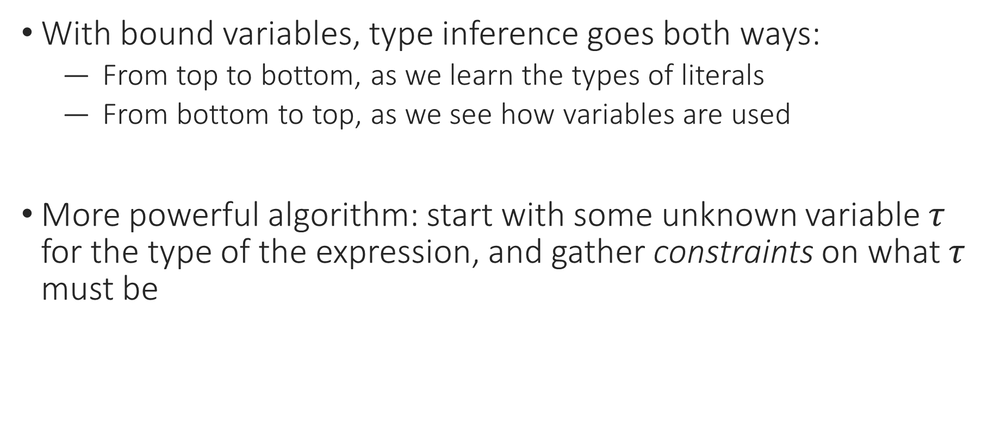 • With bound variables, type inference goes both ways:
— From top to bottom, as we learn the types of literals
— From bottom to top, as we see how variables are used
• More powerful algorithm: start with some unknown variable τ
for the type of the expression, and gather constraints on what τ
must be